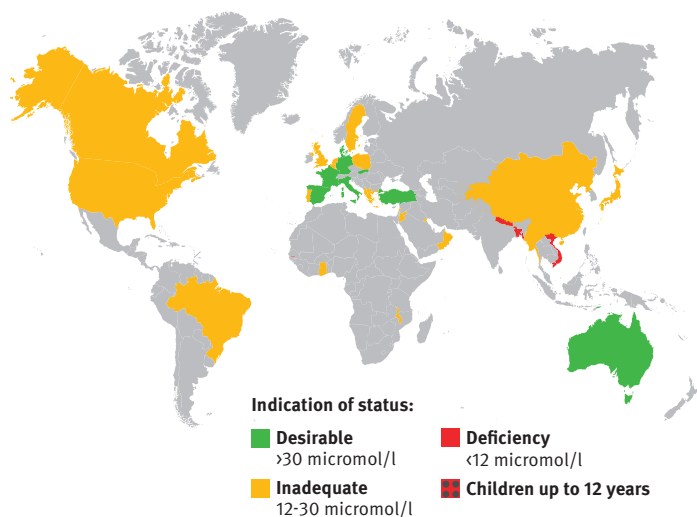 Indication of status:
Desirable
>30 micromol/l
Inadequate
12-30 micromol/l
Deficiency
<12 micromol/l
Children up to 12 years